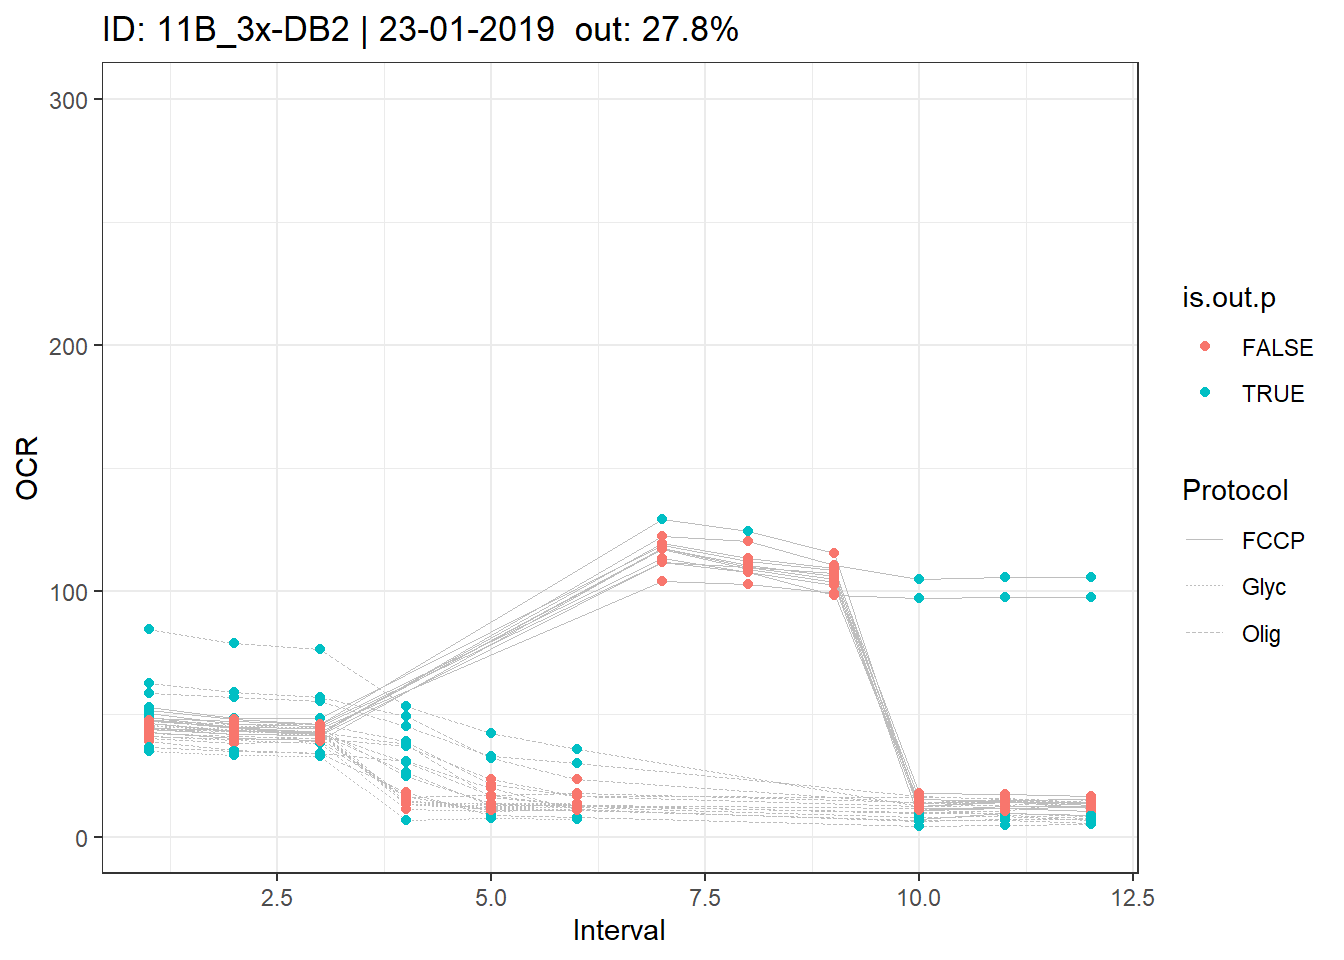 ID: 11B_3x-DB2 | 23-01-2019  out: 27.8%
300
200
100
0
OCR
2.5
5.0
7.5
10.0
12.5
Interval
is.out.p
FALSE
TRUE
Protocol
FCCP
Glyc
Olig